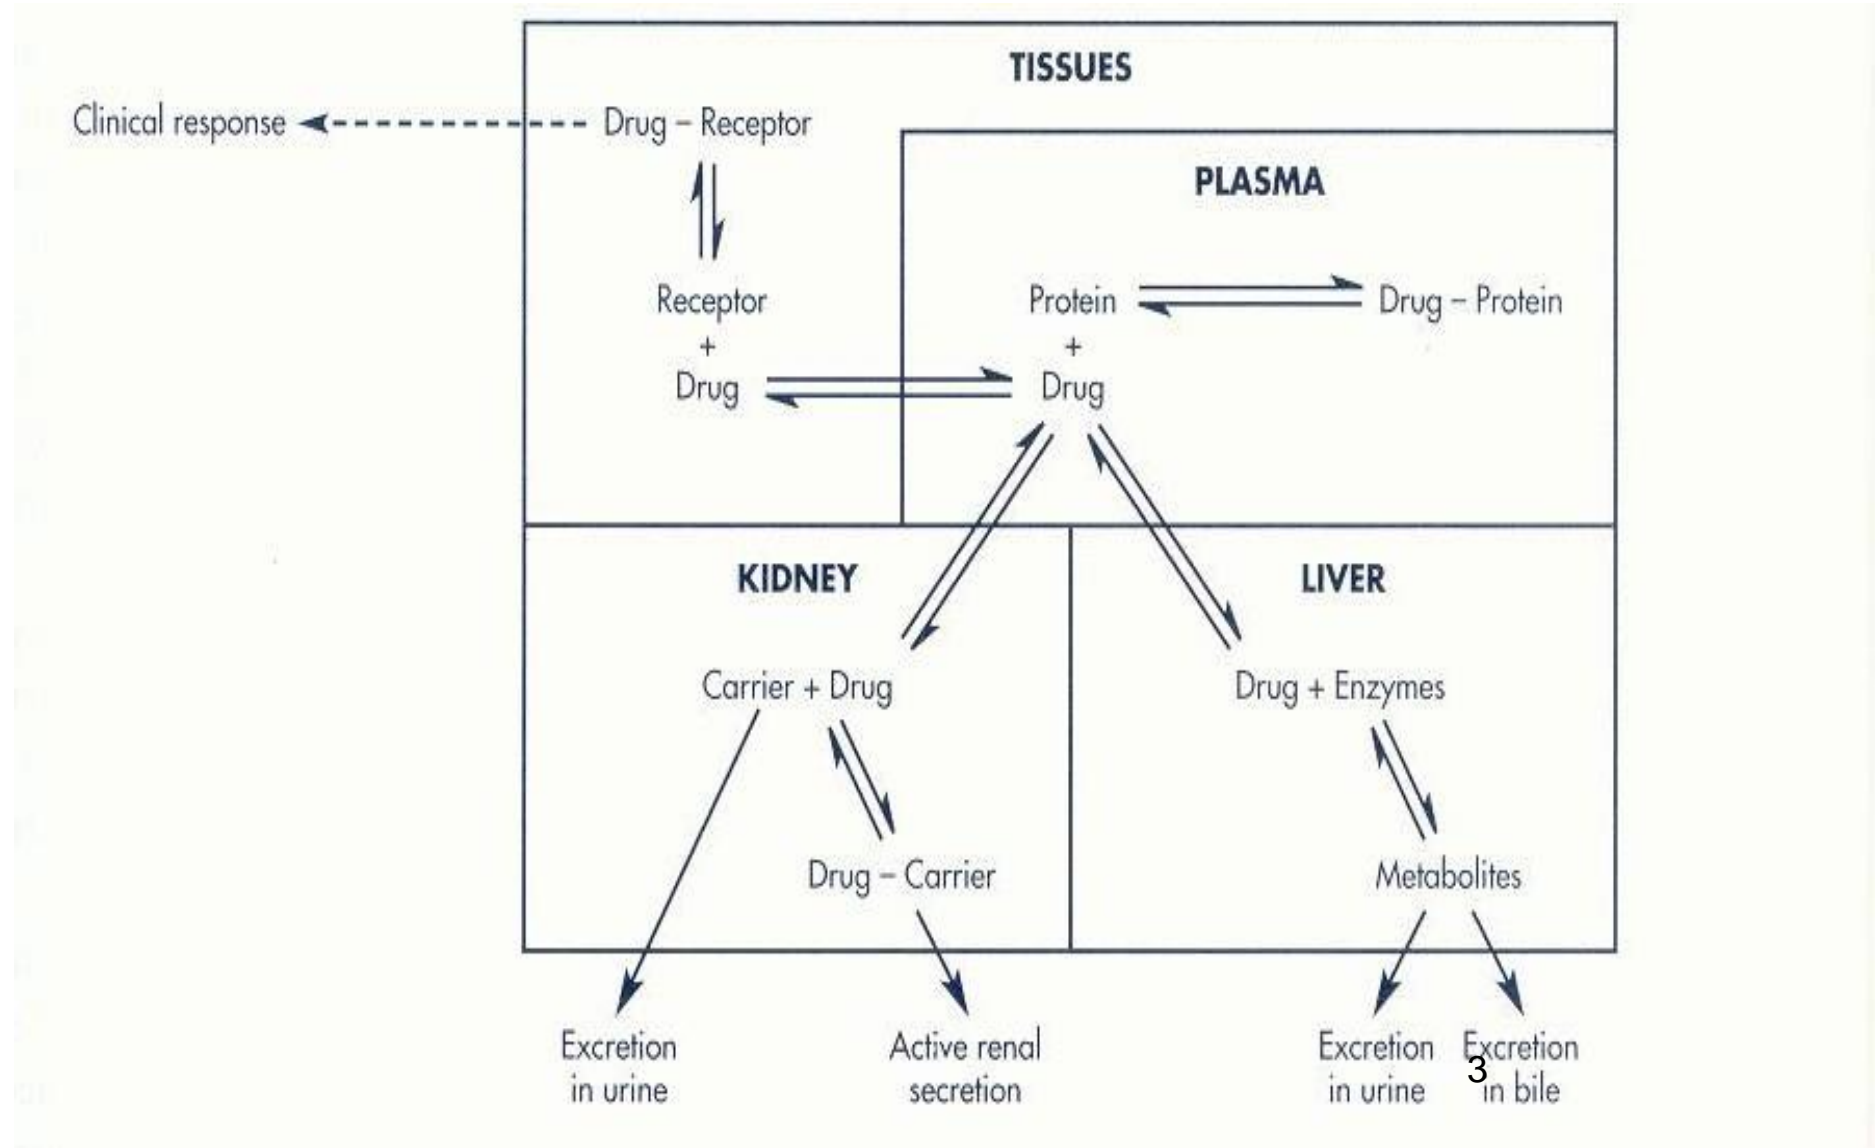 TISSUES
Clinical response
Drug – Receptor
PLASMA
Receptor
+
Drug
Protein
+
Drug
Drug – Protein
KIDNEY
LIVER
Carrier + Drug
Drug + Enzymes
Drug – Carrier
Metabolites
Excretion
in urine
Active renal
secretion
Excretion
in urine
Excretion
in bile
3